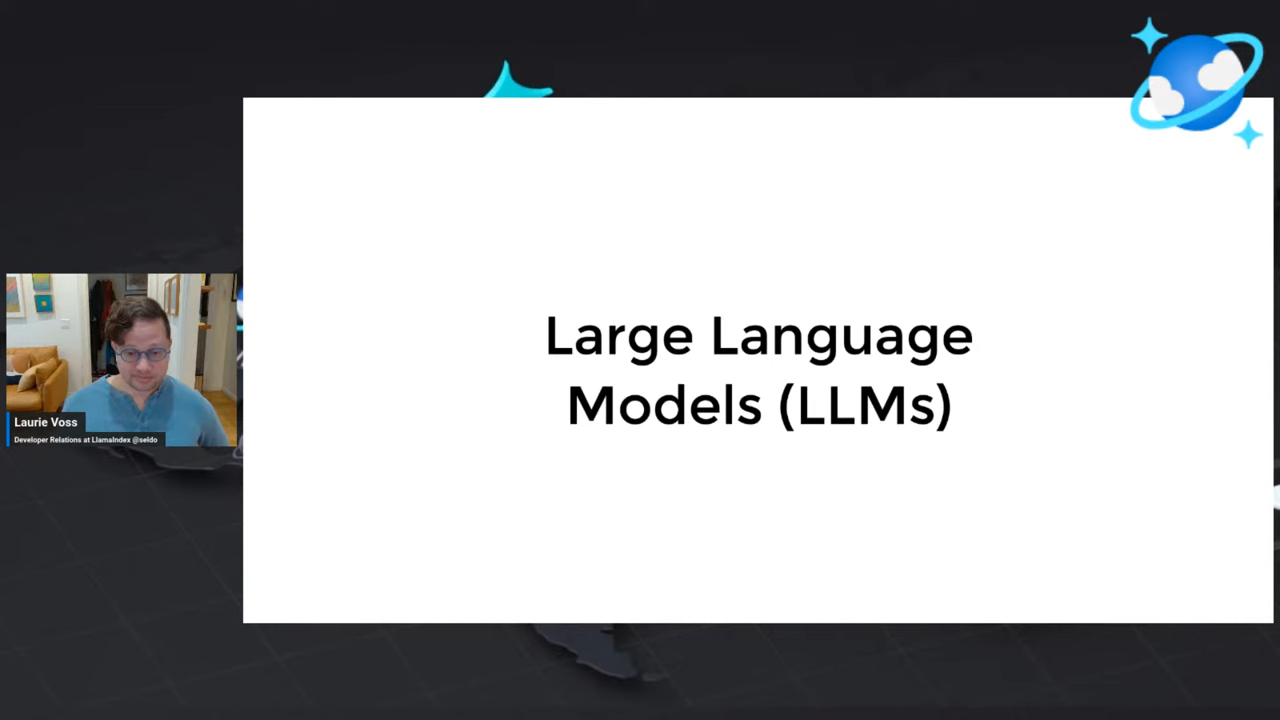 Large Language
Models (LLMs)
Laurie Voss
Developer Relations at LlamaIndex @seldo